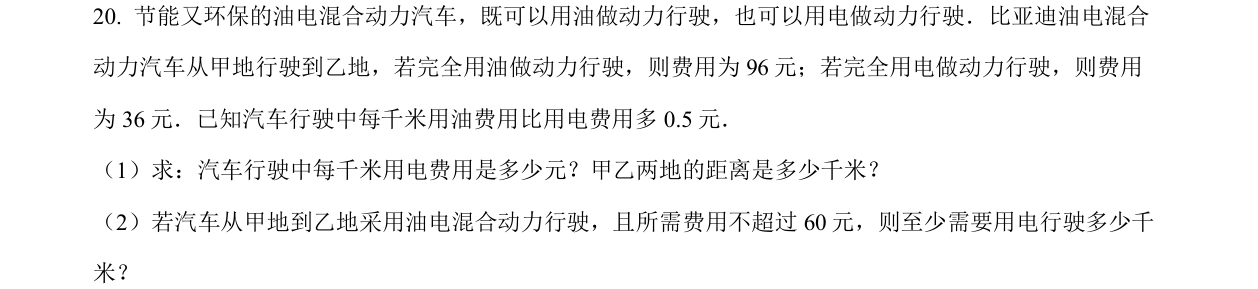 20. 节能又环保的油电混合动力汽车，既可以用油做动力行驶，也可以用电做动力行驶．比亚迪油电混合
动力汽车从甲地行驶到乙地，若完全用油做动力行驶，则费用为 96 元；若完全用电做动力行驶，则费用
为 36 元．已知汽车行驶中每千米用油费用比用电费用多 0.5 元．
（1）求：汽车行驶中每千米用电费用是多少元？甲乙两地的距离是多少千米？
（2）若汽车从甲地到乙地采用油电混合动力行驶，且所需费用不超过 60 元，则至少需要用电行驶多少千
米？